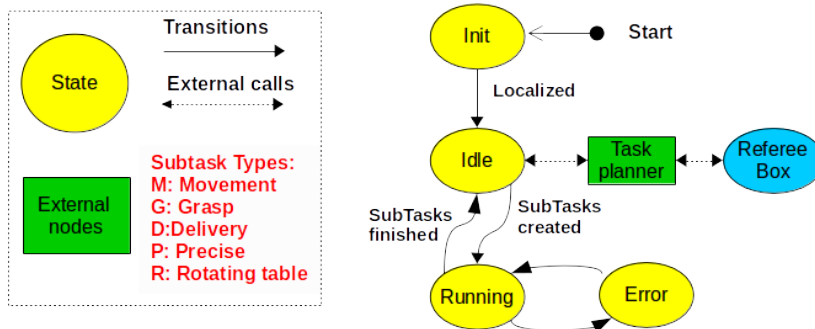 Transitions
External calls
State
External
nodes
Subtask Types:
M: Movement
G: Grasp
D:Delivery
P: Precise
R: Rotating table
Init
Start
Localized
Idle
Task
planner
Referee
Box
SubTasks
finished
SubTasks
created
Running
Error